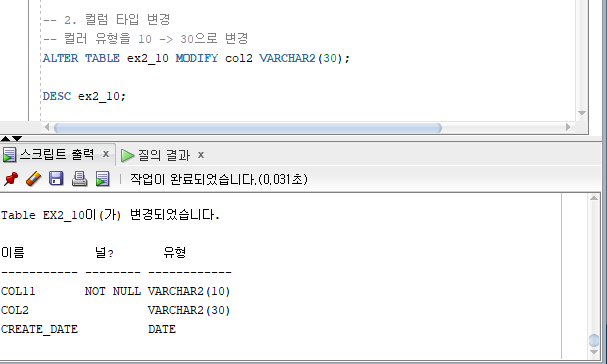 -- 2. 컬럼 타입 변경
-- 컬러 유형을 10 -> 30으로 변경
ALTER TABLE ex2_10 MODIFY col2 VARCHAR2(30);
DESC ex2_10;
스크립트 출력 x 질의 결과 x
작업이 완료되었습니다.(0,031초)
Table EX2_10이(가) 변경되었습니다.
이름 널? 유형
----------- -------- ------------
COL11 NOT NULL VARCHAR2(10)
COL2 VARCHAR2(30)
CREATE_DATE DATE